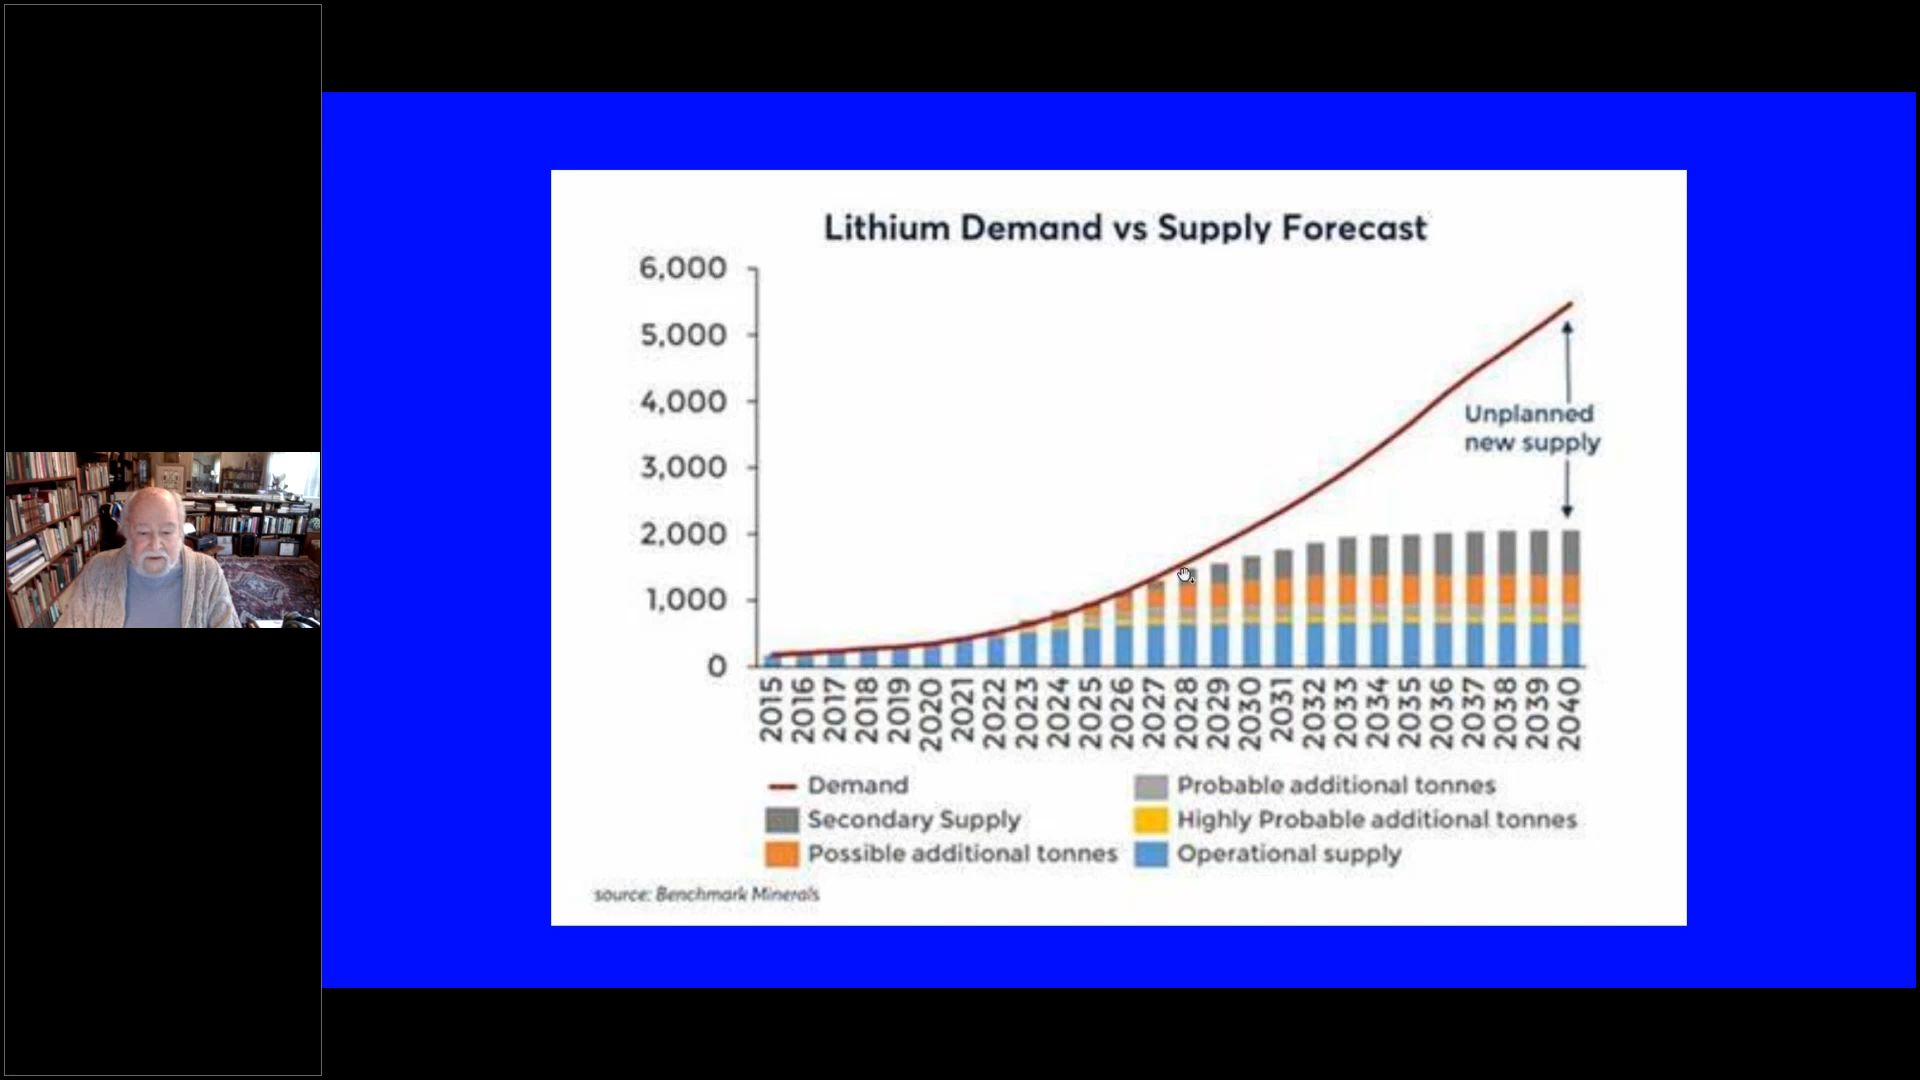 Lithium Demand vs Supply Forecast
6,000
5,000
4,000
3,000
2,000
1,000
0
Unplanned
new supply
2015 2016 2017 2018 2019 2020 2021 2022 2023 2024 2025 2026 2027 2028 2029 2030 2031 2032 2033 2034 2035 2036 2037 2038 2039 2040
Demand
Probable additional tonnes
Secondary Supply
Highly Probable additional tonnes
Possible additional tonnes
Operational supply
source: Benchmark Minerals